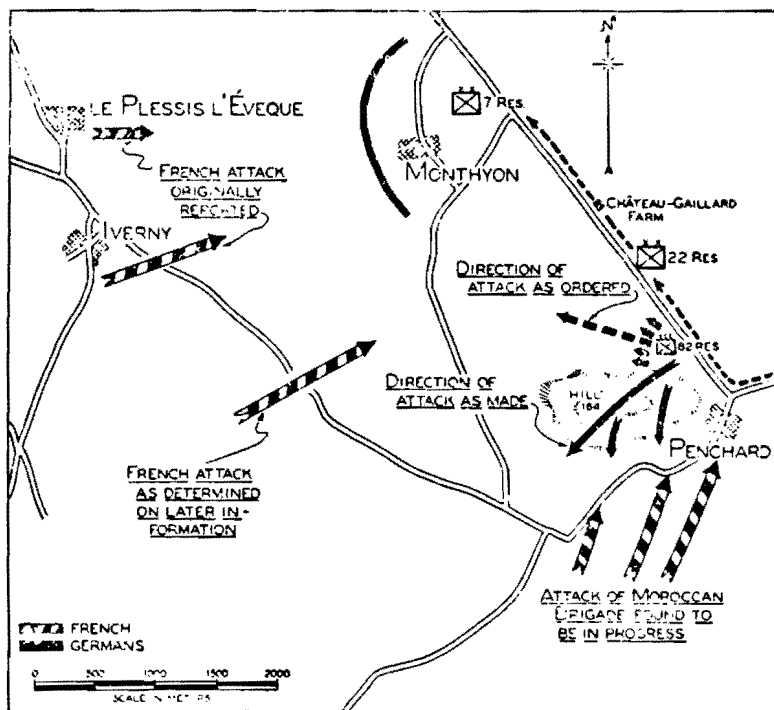 N
LE PLESSIS L'ÉVEQUE
7 RES.
FRENCH ATTACK
ORIGINALLY
REPORTED
MONTHYON
CHÂTEAU-GAILLARD
FARM
IVERNY
22 RES
DIRECTION OF
ATTACK AS ORDERED
82 RES
DIRECTION OF
ATTACK AS MADE
HILL
164
PENCHARD
FRENCH ATTACK
AS DETERMINED
ON LATER IN-
FORMATION
ATTACK OF MOROCCAN
BRIGADE FOUND TO
BE IN PROGRESS
FRENCH
GERMANS
0 500 1000 1500 2000
SCALE IN METERS